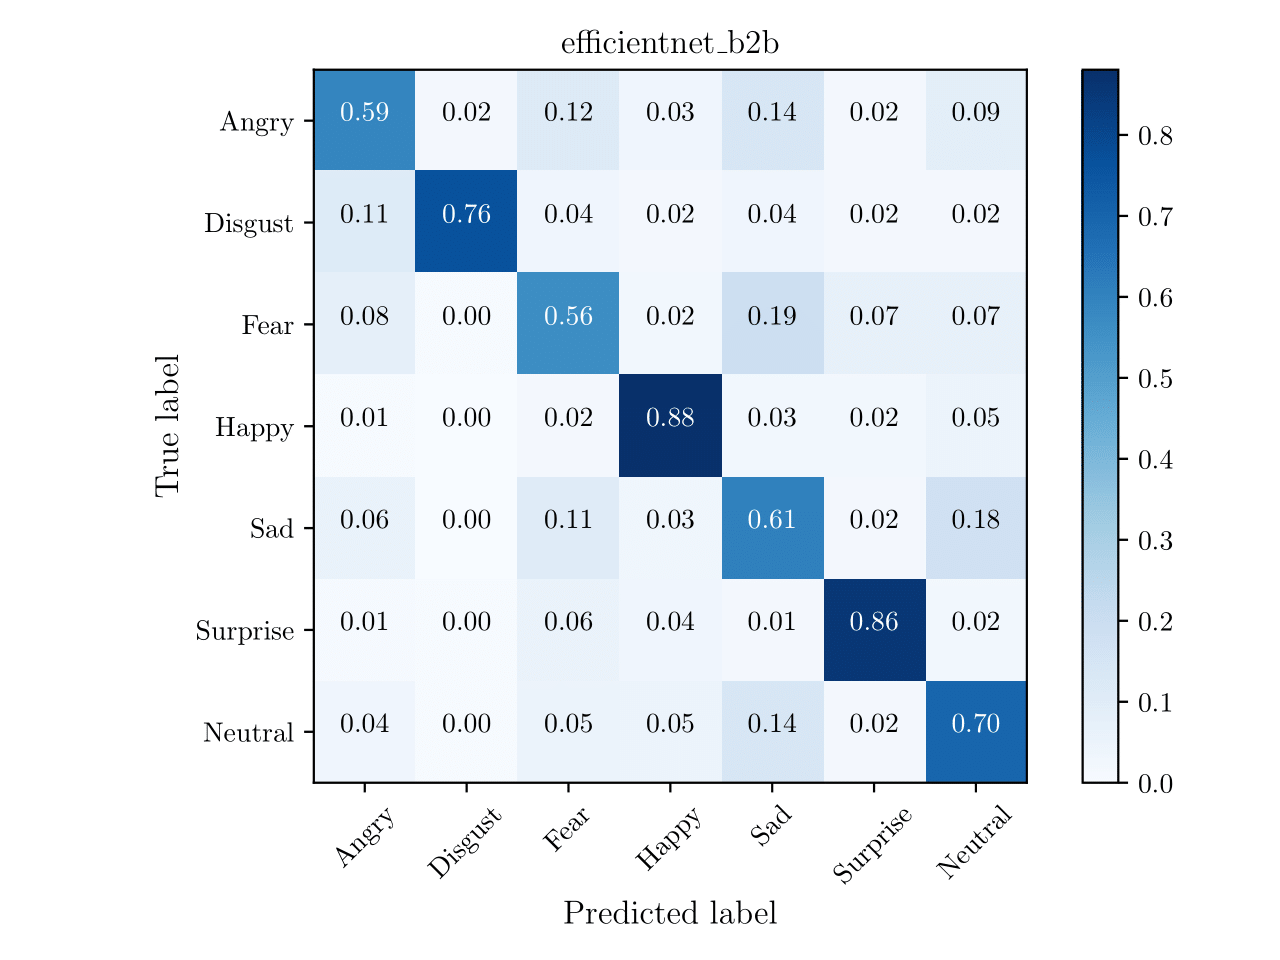 efficientnet_b2b
True label
Angry 0.59 0.02 0.12 0.03 0.14 0.02 0.09
Disgust 0.11 0.76 0.04 0.02 0.04 0.02 0.02
Fear 0.08 0.00 0.56 0.02 0.19 0.07 0.07
Happy 0.01 0.00 0.02 0.88 0.03 0.02 0.05
Sad 0.06 0.00 0.11 0.03 0.61 0.02 0.18
Surprise 0.01 0.00 0.06 0.04 0.01 0.86 0.02
Neutral 0.04 0.00 0.05 0.05 0.14 0.02 0.70
Angry Disgust Fear Happy Sad Surprise Neutral
Predicted label
0.8
0.7
0.6
0.5
0.4
0.3
0.2
0.1
0.0